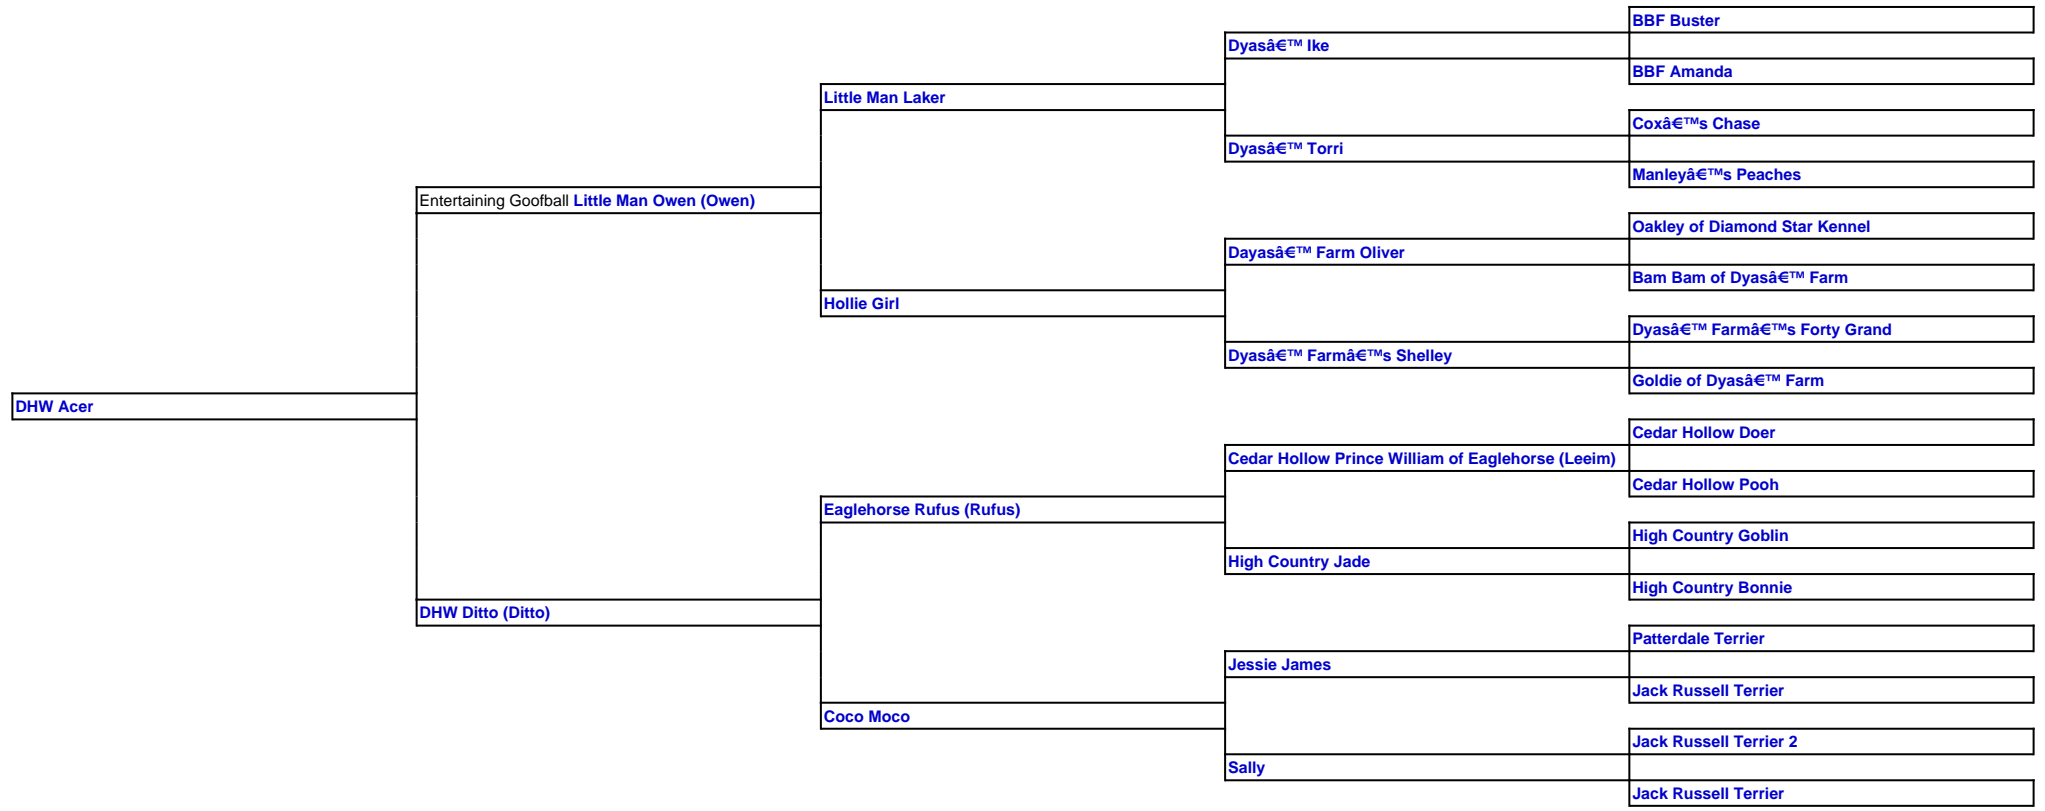 BBF Buster
Dyasâ€™ Ike
BBF Amanda
Little Man Laker
Coxâ€™s Chase
Dyasâ€™ Torri
Manleyâ€™s Peaches
Entertaining Goofball Little Man Owen (Owen)
Oakley of Diamond Star Kennel
Dayasâ€™ Farm Oliver
Bam Bam of Dyasâ€™ Farm
Hollie Girl
Dyasâ€™ Farmâ€™s Forty Grand
Dyasâ€™ Farmâ€™s Shelley
Goldie of Dyasâ€™ Farm
DHW Acer
Cedar Hollow Doer
Cedar Hollow Prince William of Eaglehorse (Leeim)
Cedar Hollow Pooh
Eaglehorse Rufus (Rufus)
High Country Goblin
High Country Jade
High Country Bonnie
DHW Ditto (Ditto)
Patterdale Terrier
Jessie James
Jack Russell Terrier
Coco Moco
Jack Russell Terrier 2
Sally
Jack Russell Terrier